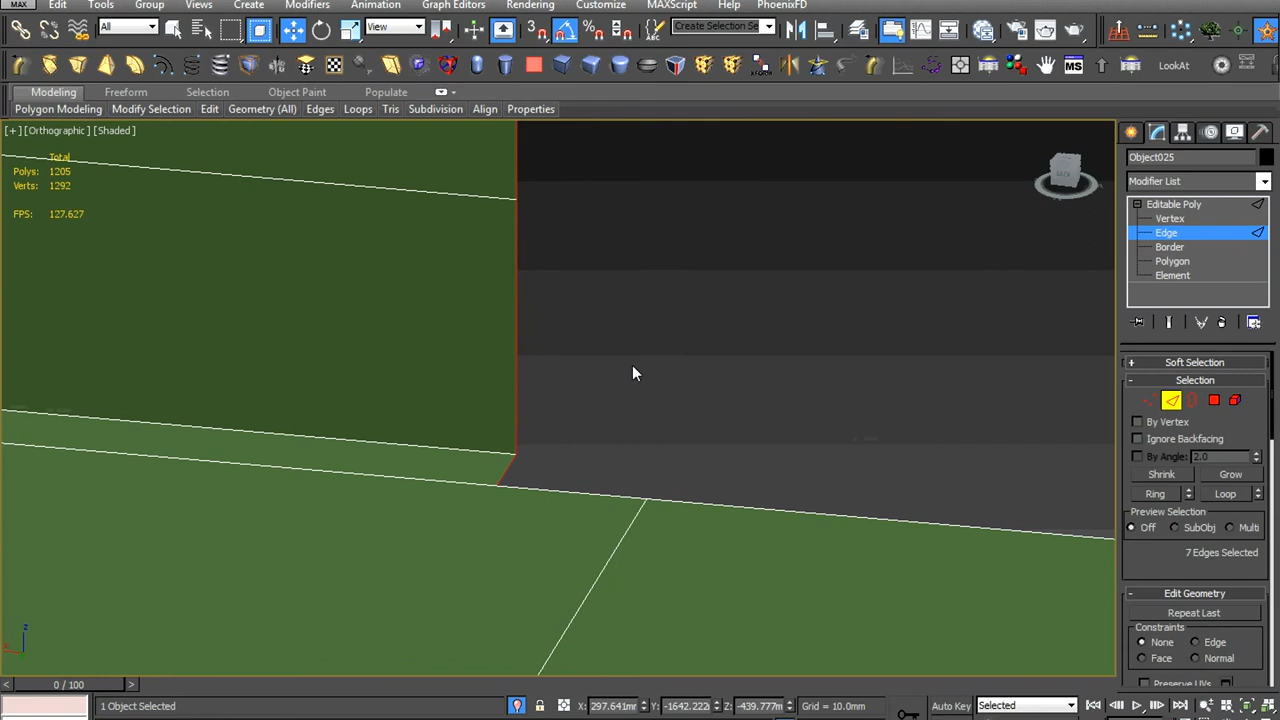 MAX Edit Tools Group Views Create Modifiers Animation Graph Editors Rendering Customize MAXScript Help PhoenixFD
All View 3 % Create Selection Se
XFORM MS LookAt
Modeling Freeform Selection Object Paint Populate
Polygon Modeling Modify Selection Edit Geometry (All) Edges Loops Tris Subdivision Align Properties
[+] [Orthographic] [Shaded]
Total
Polys: 1205
Verts: 1292
FPS: 127.627
BACK
Object025
Modifier List
Editable Poly
Vertex
Edge
Border
Polygon
Element
+ Soft Selection
- Selection
By Vertex
Ignore Backfacing
By Angle: 2.0
Shrink Grow
Ring Loop
Preview Selection
Off SubObj Multi
7 Edges Selected
- Edit Geometry
Repeat Last
Constraints
None Edge
Face Normal
Preserve UVs
z
x
< 0 / 100 >
1 Object Selected X: 297.641mm Y: -1642.222m Z: -439.777m Grid = 10.0mm Auto Key Selected